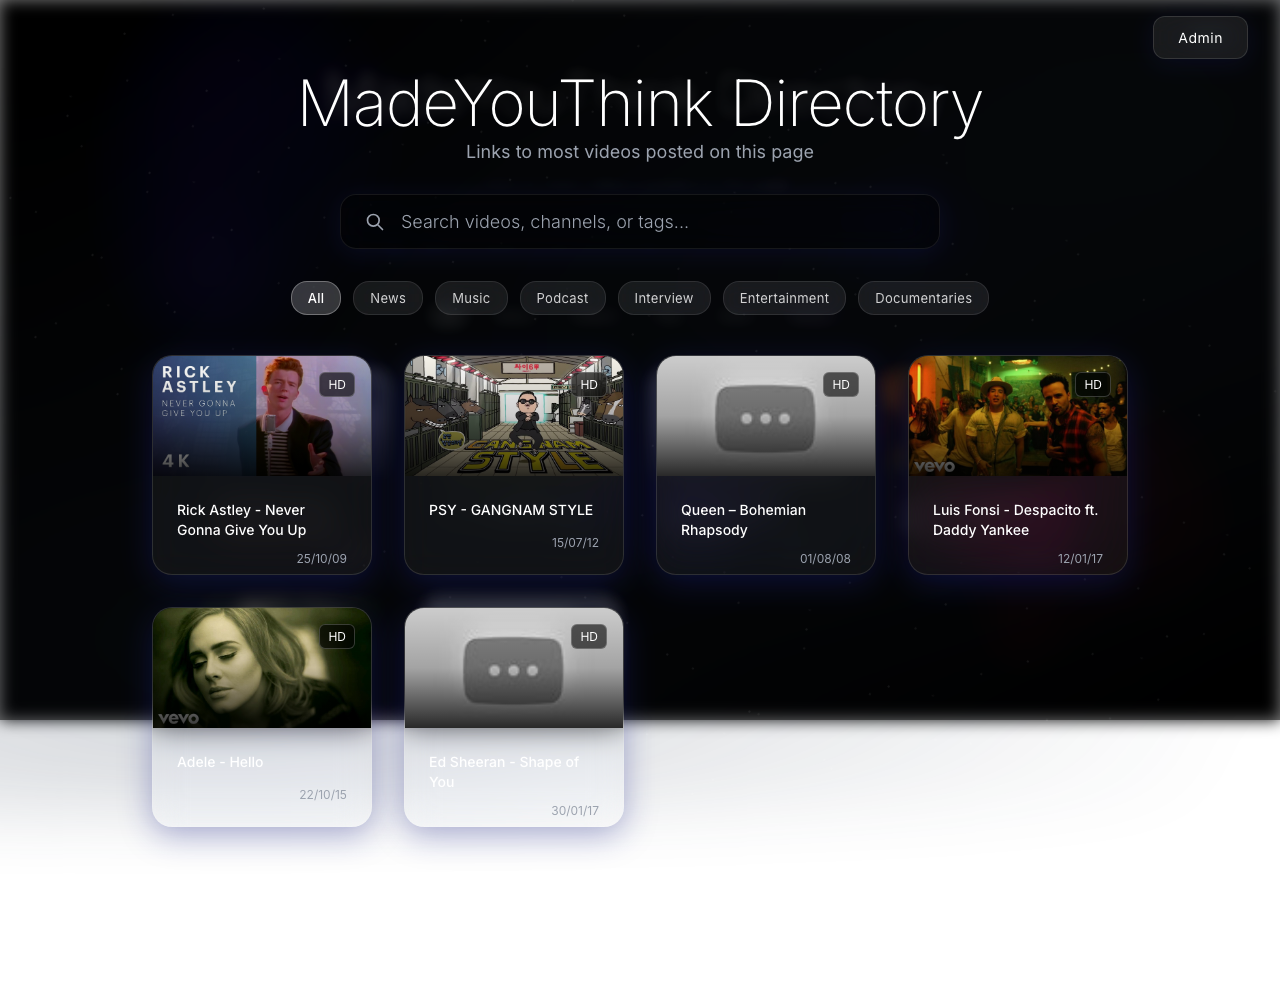 Admin
MadeYouThink Directory
Links to most videos posted on this page
Search videos, channels, or tags...
All
News
Music
Podcast
Interview
Entertainment
Documentaries
RICK
ASTLEY
NEVER GONNA
GIVE YOU UP
4K
HD
Rick Astley - Never
Gonna Give You Up
25/10/09
HD
GANGNAM
STYLE
PSY - GANGNAM STYLE
15/07/12
HD
Queen – Bohemian
Rhapsody
01/08/08
HD
vevo
Luis Fonsi - Despacito ft.
Daddy Yankee
12/01/17
HD
vevo
Adele - Hello
22/10/15
HD
Ed Sheeran - Shape of
You
30/01/17